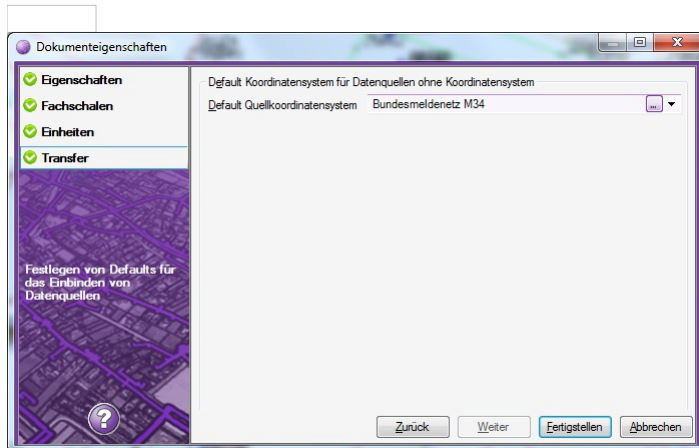 Dokumenteigenschaften
Eigenschaften
Fachschalen
Einheiten
Transfer
Festlegen von Defaults für
das Einbinden von
Datenquellen
?
Default Koordinatensystem für Datenquellen ohne Koordinatensystem
Default Quellkoordinatensystem Bundesmeldenetz M34 ...
Zurück Weiter Fertigstellen Abbrechen